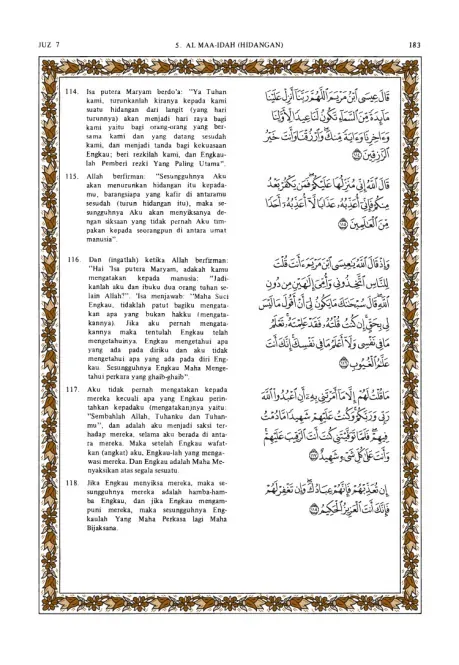 JUZ 7 5. AL MAA-IDAH (HIDANGAN) 183
114. Isa putera Maryam berdo'a: "Ya Tuhan
kami, turunkanlah kiranya kepada kami
suatu hidangan dari langit (yang hari
turunnya) akan menjadi hari raya bagi
kami yaitu bagi orang-orang yang ber-
sama kami dan yang datang sesudah
kami, dan menjadi tanda bagi kekuasaan
Engkau; beri rezkilah kami, dan Engkau-
lah Pemberi rezki Yang Paling Utama".
115. Allah berfirman: "Sesungguhnya Aku
akan menurunkan hidangan itu kepada-
mu, barangsiapa yang kafir di antaramu
sesudah (turun hidangan itu), maka se-
sungguhnya Aku akan menyiksanya de-
ngan siksaan yang tidak pernah Aku tim-
pakan kepada seorangpun di antara umat
manusia".
116. Dan (ingatlah) ketika Allah berfirman:
"Hai 'Isa putera Maryam, adakah kamu
mengatakan kepada manusia: "Jadi-
kanlah aku dan ibuku dua orang tuhan se-
lain Allah?". 'Isa menjawab: "Maha Suci
Engkau, tidaklah patut bagiku mengata-
kan apa yang bukan hakku (mengata-
kannya). Jika aku pernah mengata-
kannya maka tentulah Engkau telah
mengetahuinya. Engkau mengetahui apa
yang ada pada diriku dan aku tidak
mengetahui apa yang ada pada diri Eng-
kau. Sesungguhnya Engkau Maha Menge-
tahui perkara yang ghaib-ghaib".
117. Aku tidak pernah mengatakan kepada
mereka kecuali apa yang Engkau perin-
tahkan kepadaku (mengatakan)nya yaitu:
"Sembahlah Allah, Tuhanku dan Tuhan-
mu", dan adalah aku menjadi saksi ter-
hadap mereka, selama aku berada di anta-
ra mereka. Maka setelah Engkau wafat-
kan (angkat) aku, Engkau-lah yang menga-
wasi mereka. Dan Engkau adalah Maha Me-
nyaksikan atas segala sesuatu.
118. Jika Engkau menyiksa mereka, maka se-
sungguhnya mereka adalah hamba-ham-
ba Engkau, dan jika Engkau mengam-
puni mereka, maka sesungguhnya Eng-
kaulah Yang Maha Perkasa lagi Maha
Bijaksana.
قَالَ عِيسَى ابْنُ مَرْيَمَ اللَّهُمَّ رَبَّنَا أَنْزِلْ عَلَيْنَا
مَائِدَةً مِنَ السَّمَاءِ تَكُونُ لَنَا عِيدًا لِأَوَّلِنَا
وَءَاخِرِنَا وَءَايَةً مِنْكَ وَارْزُقْنَا وَأَنْتَ خَيْرُ
الرَّازِقِينَ ﴿١١٤﴾
قَالَ اللَّهُ إِنِّي مُنَزِّلُهَا عَلَيْكُمْ فَمَنْ يَكْفُرْ بَعْدُ
مِنْكُمْ فَإِنِّي أُعَذِّبُهُ عَذَابًا لَا أُعَذِّبُهُ أَحَدًا
مِنَ الْعَالَمِينَ ﴿١١٥﴾
وَإِذْ قَالَ اللَّهُ يَاعِيسَى ابْنَ مَرْيَمَ ءَأَنْتَ قُلْتَ
لِلنَّاسِ اتَّخِذُونِي وَأُمِّيَ إِلَهَيْنِ مِنْ دُونِ
اللَّهِ قَالَ سُبْحَانَكَ مَا يَكُونُ لِي أَنْ أَقُولَ مَا لَيْسَ
لِي بِحَقٍّ إِنْ كُنْتُ قُلْتُهُ فَقَدْ عَلِمْتَهُ تَعْلَمُ
مَا فِي نَفْسِي وَلَا أَعْلَمُ مَا فِي نَفْسِكَ إِنَّكَ أَنْتَ
عَلَّامُ الْغُيُوبِ ﴿١١٦﴾
مَا قُلْتُ لَهُمْ إِلَّا مَا أَمَرْتَنِي بِهِ أَنِ اعْبُدُوا اللَّهَ
رَبِّي وَرَبَّكُمْ وَكُنْتُ عَلَيْهِمْ شَهِيدًا مَا دُمْتُ
فِيهِمْ فَلَمَّا تَوَفَّيْتَنِي كُنْتَ أَنْتَ الرَّقِيبَ عَلَيْهِمْ
وَأَنْتَ عَلَى كُلِّ شَيْءٍ شَهِيدٌ ﴿١١٧﴾
إِنْ تُعَذِّبْهُمْ فَإِنَّهُمْ عِبَادُكَ وَإِنْ تَغْفِرْ لَهُمْ
فَإِنَّكَ أَنْتَ الْعَزِيزُ الْحَكِيمُ ﴿١١٨﴾